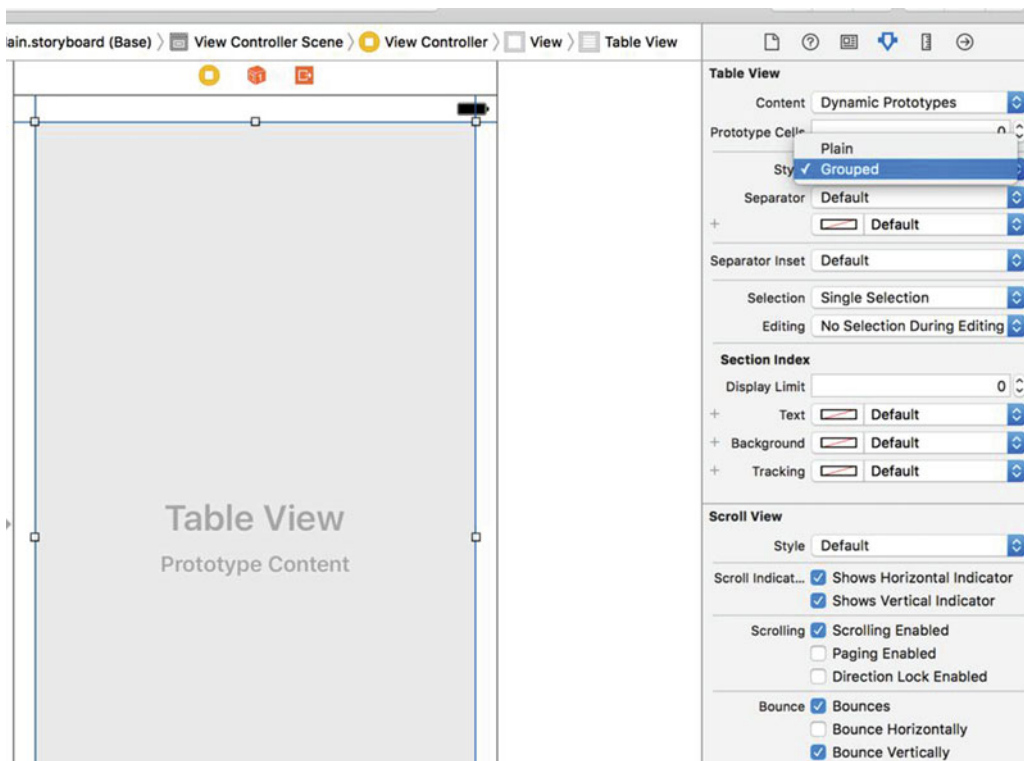 ain.storyboard (Base) 〉 View Controller Scene 〉 View Controller 〉 View 〉 Table View
Table View
Prototype Content
Table View
Content Dynamic Prototypes
Prototype Cells 0
Plain
Sty ✓ Grouped
Separator Default
+ Default
Separator Inset Default
Selection Single Selection
Editing No Selection During Editing
Section Index
Display Limit 0
+ Text Default
+ Background Default
+ Tracking Default
Scroll View
Style Default
Scroll Indicat... Shows Horizontal Indicator
Shows Vertical Indicator
Scrolling Scrolling Enabled
Paging Enabled
Direction Lock Enabled
Bounce Bounces
Bounce Horizontally
Bounce Vertically